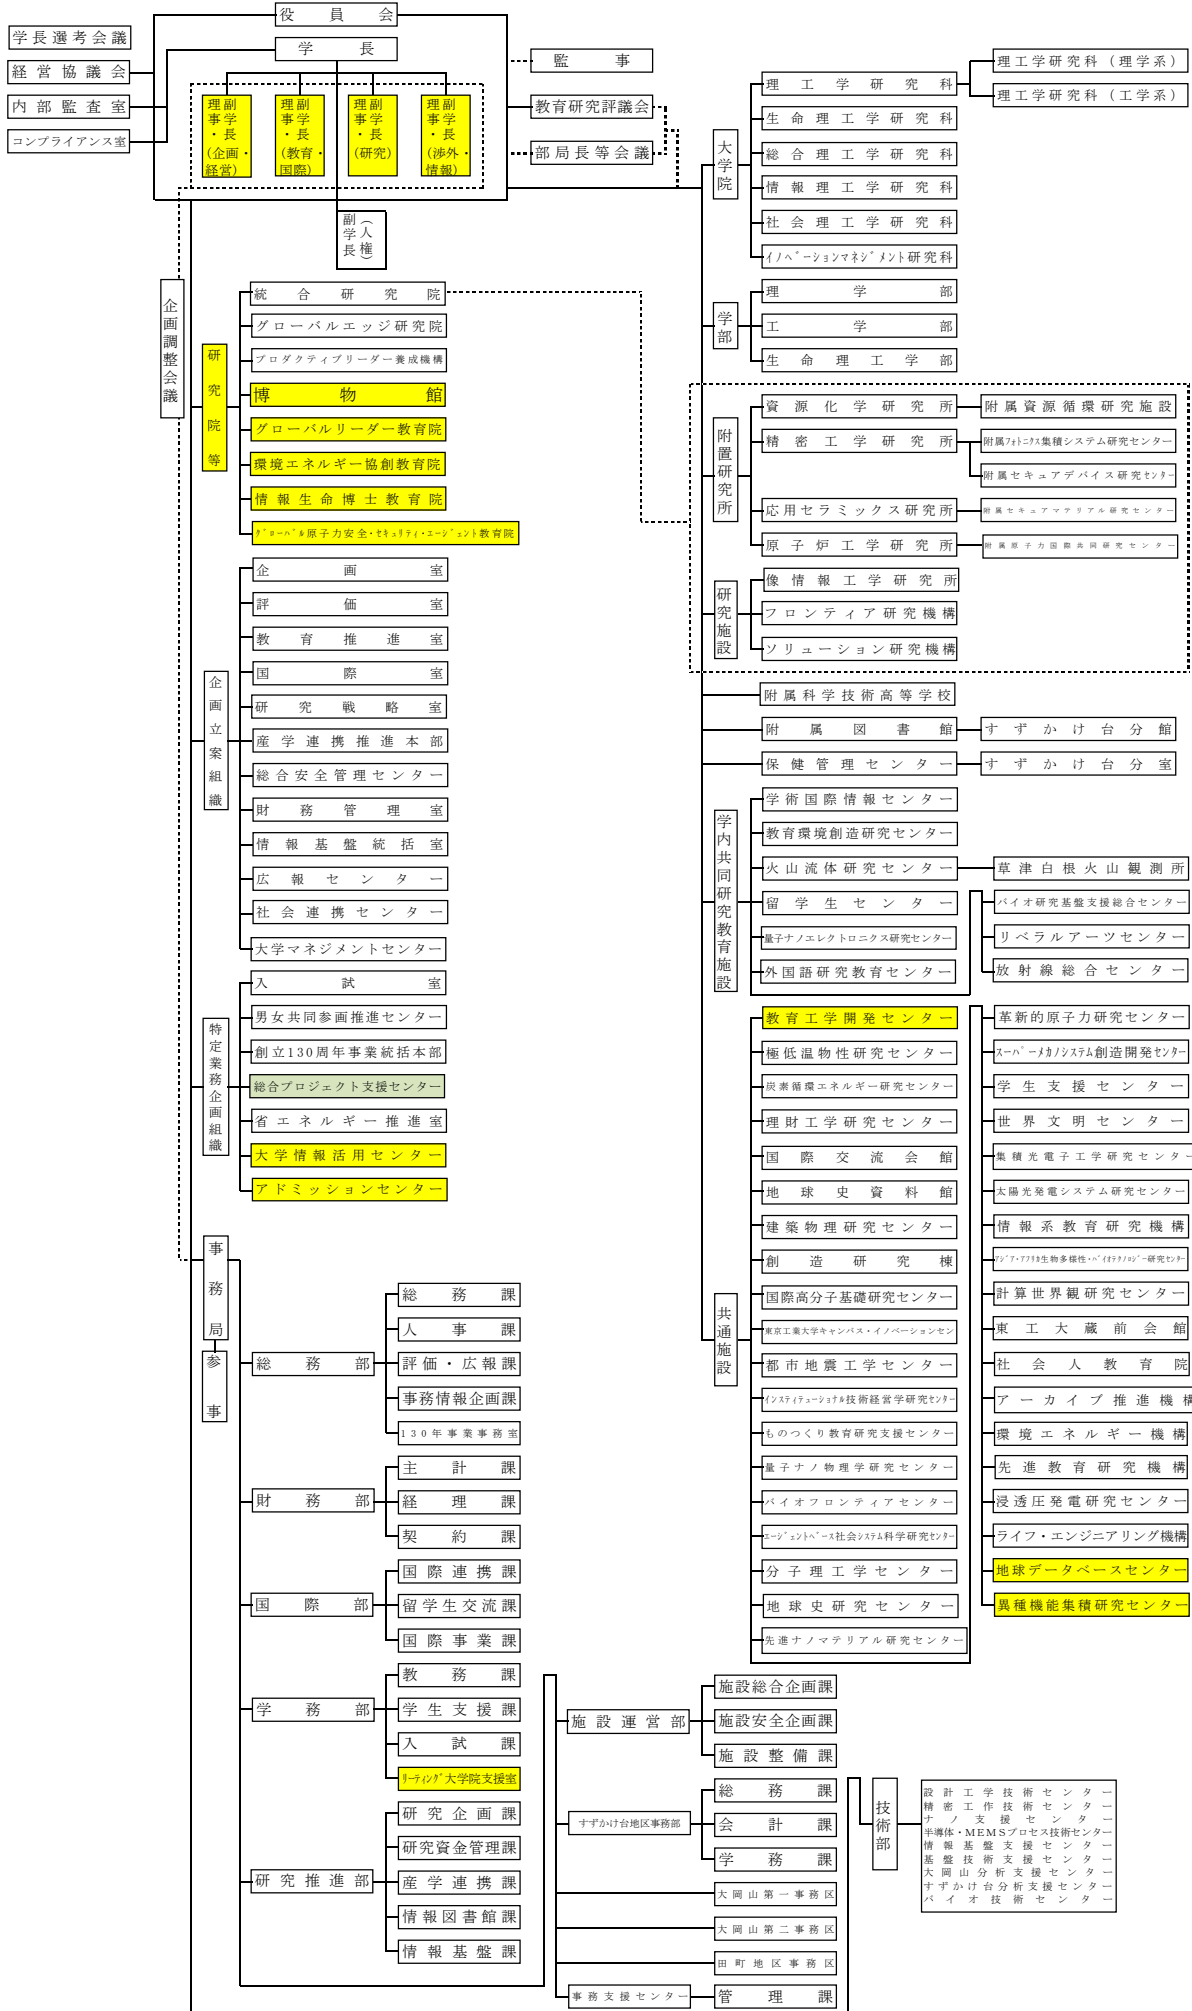 役員会
学長選考会議
学長
経営協議会
監事
内部監査室
教育研究評議会
コンプライアンス室
部局長等会議
理事・副学長(企画・経営)
理事・副学長(教育・国際)
理事・副学長(研究)
理事・副学長(渉外・情報)
副学長(人権)
企画調整会議
研究院等
統合研究院
グローバルエッジ研究院
プロダクティブリーダー養成機構
博物館
グローバルリーダー教育院
環境エネルギー協創教育院
情報生命博士教育院
グローバル原子力安全・セキュリティ・エージェント教育院
企画立案組織
企画室
評価室
教育推進室
国際室
研究戦略室
産学連携推進本部
総合安全管理センター
財務管理室
情報基盤統括室
広報センター
社会連携センター
大学マネジメントセンター
特定業務企画組織
入試室
男女共同参画推進センター
創立130周年事業統括本部
総合プロジェクト支援センター
省エネルギー推進室
大学情報活用センター
アドミッションセンター
事務局
参事
総務部
総務課
人事課
評価・広報課
事務情報企画課
130年事業事務室
財務部
主計課
経理課
契約課
国際部
国際連携課
留学生交流課
国際事業課
学務部
教務課
学生支援課
入試課
リーディング大学院支援室
研究推進部
研究企画課
研究資金管理課
産学連携課
情報図書館課
情報基盤課
施設運営部
施設総合企画課
施設安全企画課
施設整備課
すずかけ台地区事務部
総務課
会計課
学務課
大岡山第一事務区
大岡山第二事務区
田町地区事務区
事務支援センター
管理課
技術部
設計工学技術センター
精密工作技術センター
ナノ支援センター
半導体・MEMSプロセス技術センター
情報基盤支援センター
基盤技術支援センター
大岡山分析支援センター
すずかけ台分析支援センター
バイオ技術センター
大学院
理工学研究科
理工学研究科(理学系)
理工学研究科(工学系)
生命理工学研究科
総合理工学研究科
情報理工学研究科
社会理工学研究科
イノベーションマネジメント研究科
学部
理学部
工学部
生命理工学部
附置研究所
資源化学研究所
附属資源循環研究施設
精密工学研究所
附属フォトニクス集積システム研究センター
附属セキュアデバイス研究センター
応用セラミックス研究所
附属セキュアマテリアル研究センター
原子炉工学研究所
附属原子力国際共同研究センター
研究施設
像情報工学研究所
フロンティア研究機構
ソリューション研究機構
附属科学技術高等学校
附属図書館
すずかけ台分館
保健管理センター
すずかけ台分室
学内共同研究教育施設
学術国際情報センター
教育環境創造研究センター
火山流体研究センター
草津白根火山観測所
留学生センター
量子ナノエレクトロニクス研究センター
外国語研究教育センター
バイオ研究基盤支援総合センター
リベラルアーツセンター
放射線総合センター
共通施設
教育工学開発センター
極低温物性研究センター
炭素循環エネルギー研究センター
理財工学研究センター
国際交流会館
地球史資料館
建築物理研究センター
創造研究棟
国際高分子基礎研究センター
東京工業大学キャンパス・イノベーションセン
都市地震工学センター
インスティテューショナル技術経営学研究センター
ものつくり教育研究支援センター
量子ナノ物理学研究センター
バイオフロンティアセンター
エージェントベース社会システム科学研究センター
分子理工学センター
地球史研究センター
先進ナノマテリアル研究センター
革新的原子力研究センター
スーパーメカノシステム創造開発センター
学生支援センター
世界文明センター
集積光電子工学研究センター
太陽光発電システム研究センター
情報系教育研究機構
アジア・アフリカ生物多様性・バイオテクノロジー研究センター
計算世界観研究センター
東工大蔵前会館
社会人教育院
アーカイブ推進機構
環境エネルギー機構
先進教育研究機構
浸透圧発電研究センター
ライフ・エンジニアリング機構
地球データベースセンター
異種機能集積研究センター